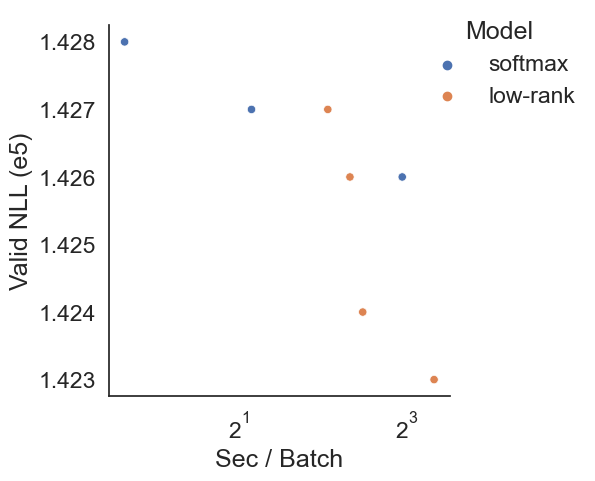 Model
softmax
low-rank
Valid NLL (e5)
1.428
1.427
1.426
1.425
1.424
1.423
2^1
2^3
Sec / Batch